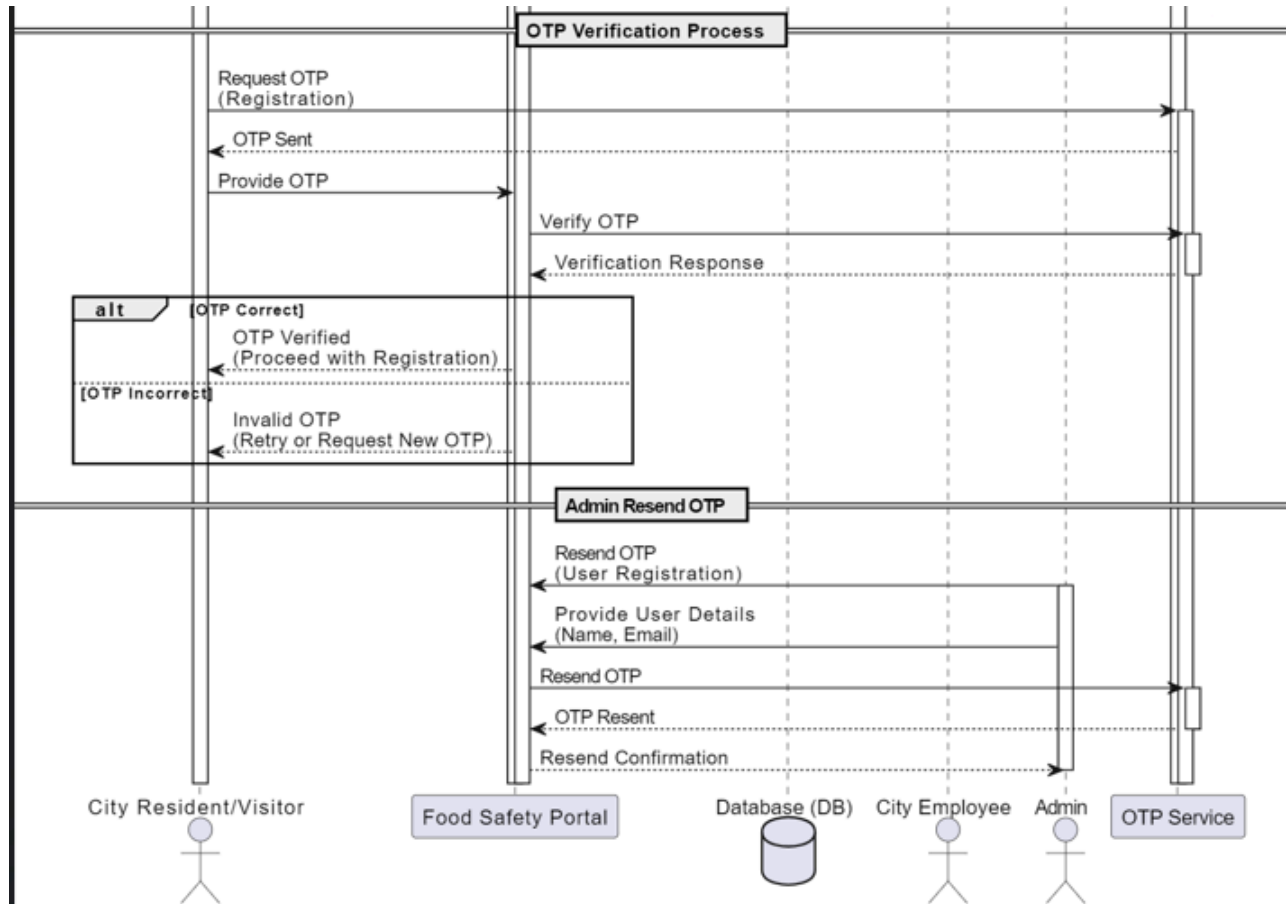 OTP Verification Process
Request OTP
(Registration)
OTP Sent
Provide OTP
Verify OTP
Verification Response
alt [OTP Correct]
OTP Verified
(Proceed with Registration)
[OTP Incorrect]
Invalid OTP
(Retry or Request New OTP)
Admin Resend OTP
Resend OTP
(User Registration)
Provide User Details
(Name, Email)
Resend OTP
OTP Resent
Resend Confirmation
City Resident/Visitor
Food Safety Portal
Database (DB)
City Employee
Admin
OTP Service